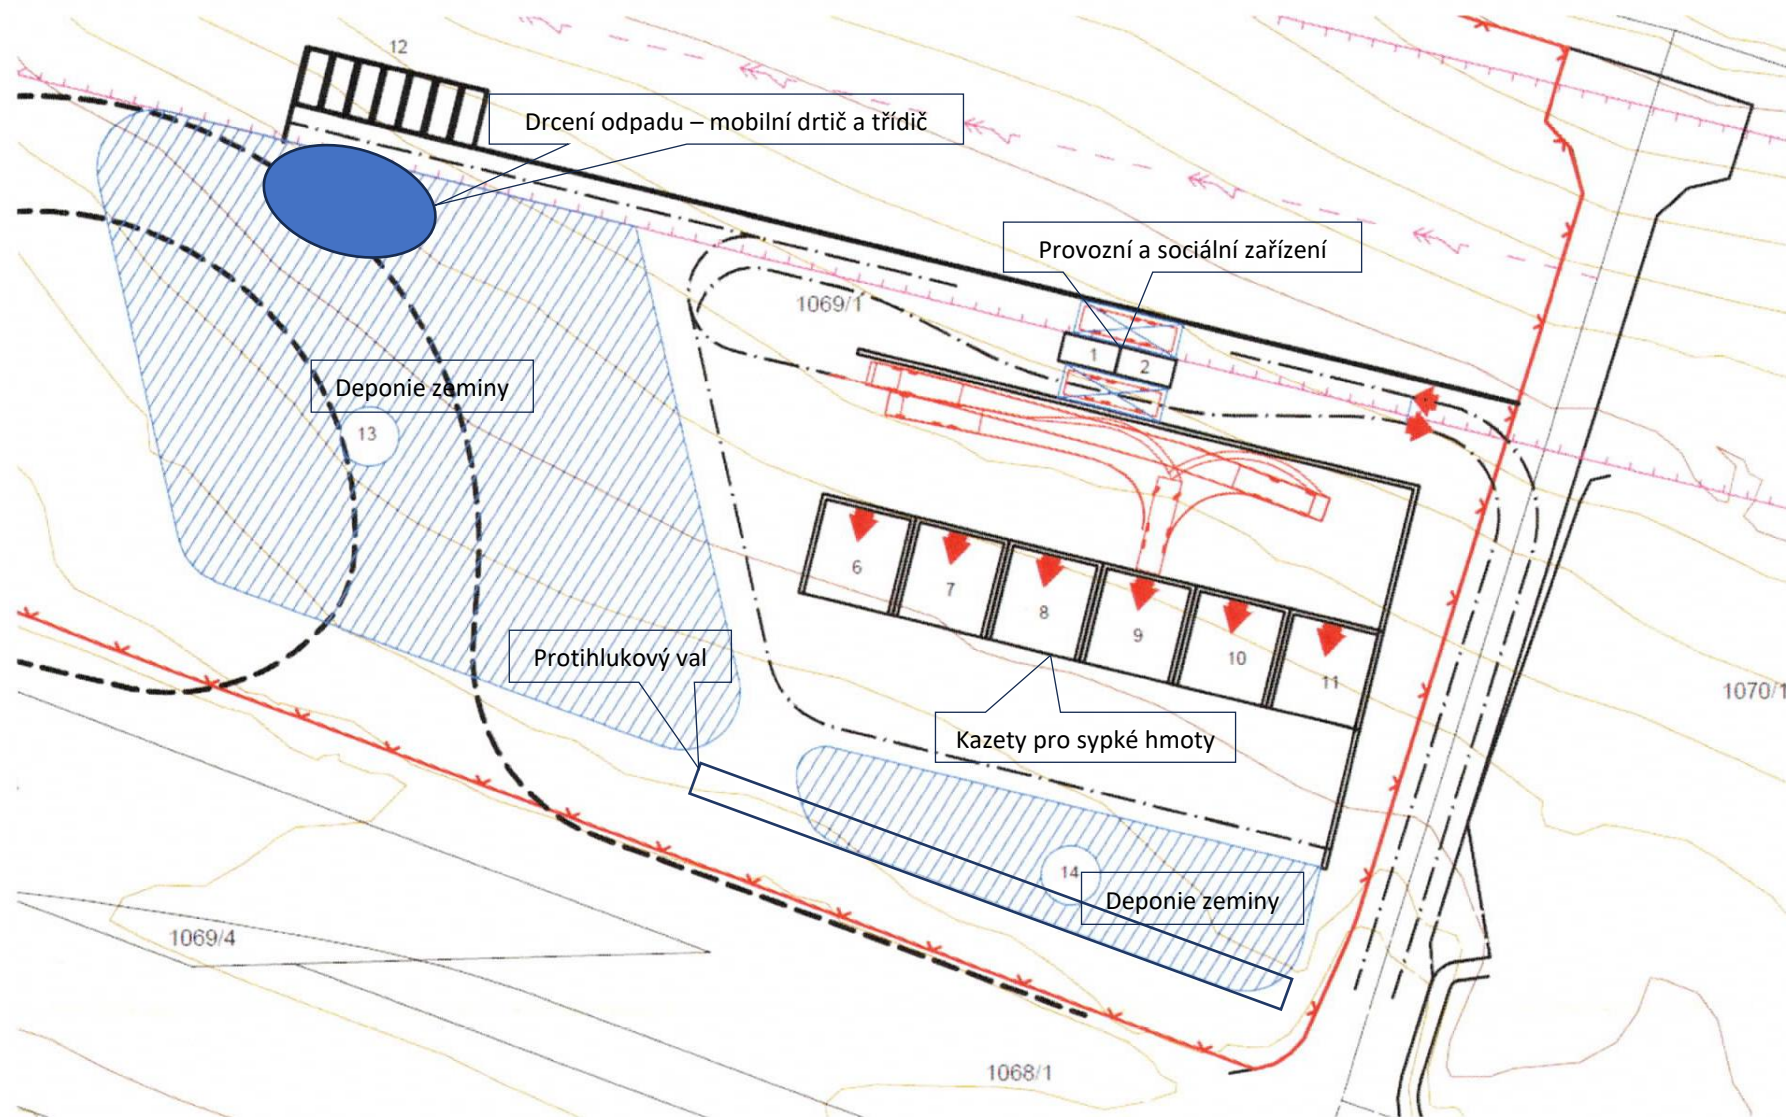 12
Drcení odpadu – mobilní drtič a třídič
Provozní a sociální zařízení
1069/1
1
2
Deponie zeminy
13
6
7
8
9
10
11
Protihlukový val
1070/1
Kazety pro sypké hmoty
14
Deponie zeminy
1069/4
1068/1